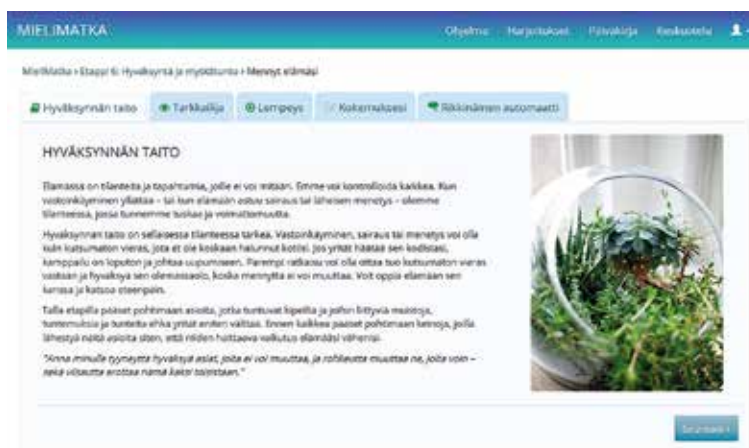 MIELIMATKA
Ohjelma Harjoitukset Päiväkirja Keskustelu
MieliMatka › Etappi 6: Hyväksyntä ja myötätunto › Mennyt elämäsi
Hyväksynnän taito Tarkkailija Lempeys Kokemuksesi Rikkinäinen automaatti
HYVÄKSYNNÄN TAITO
Elämässä on tilanteita ja tapahtumia, joille ei voi mitään. Emme voi kontrolloida kaikkea. Kun
vastoinkäyminen yllättää – tai kun elämään astuu sairaus tai läheisen menetys – olemme
tilanteessa, jossa tunnemme tuskaa ja voimattomuutta.
Hyväksynnän taito on sellaisessa tilanteessa tärkeä. Vastoinkäyminen, sairaus tai menetys voi olla
kuin kutsumaton vieras, jota et ole koskaan halunnut kotiisi. Jos yrität häätää sen kodistasi,
kamppailu on loputon ja johtaa uupumiseen. Parempi ratkaisu voi olla ottaa tuo kutsumaton vieras
vastaan ja hyväksyä sen olemassaolo, koska mennyttä ei voi muuttaa. Voit oppia elämään sen
kanssa ja katsoa eteenpäin.
Tällä etapilla pääset pohtimaan asioita, jotka tuntuvat kipeiltä ja joihin liittyviä muistoja,
tuntemuksia ja tunteita ehkä yrität eniten välttää. Ennen kaikkea pääset pohtimaan keinoja, joilla
lähestyä näitä asioita siten, että niiden haittaava vaikutus elämääsi vähenisi.
"Anna minulle tyyneyttä hyväksyä asiat, joita ei voi muuttaa, ja rohkeutta muuttaa ne, joita voin –
sekä viisautta erottaa nämä kaksi toisistaan."